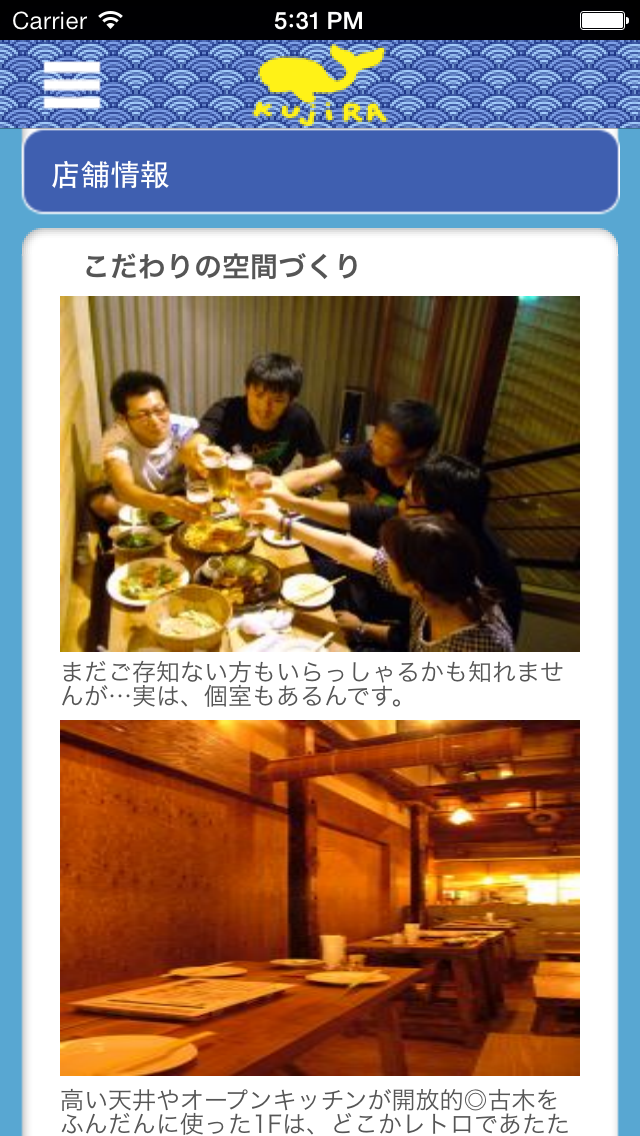 Carrier 5:31 PM
KUJIRA
店舗情報
こだわりの空間づくり
まだご存知ない方もいらっしゃるかも知れませ
んが…実は、個室もあるんです。
高い天井やオープンキッチンが開放的◎古木を
ふんだんに使った1Fは、どこかレトロであたた